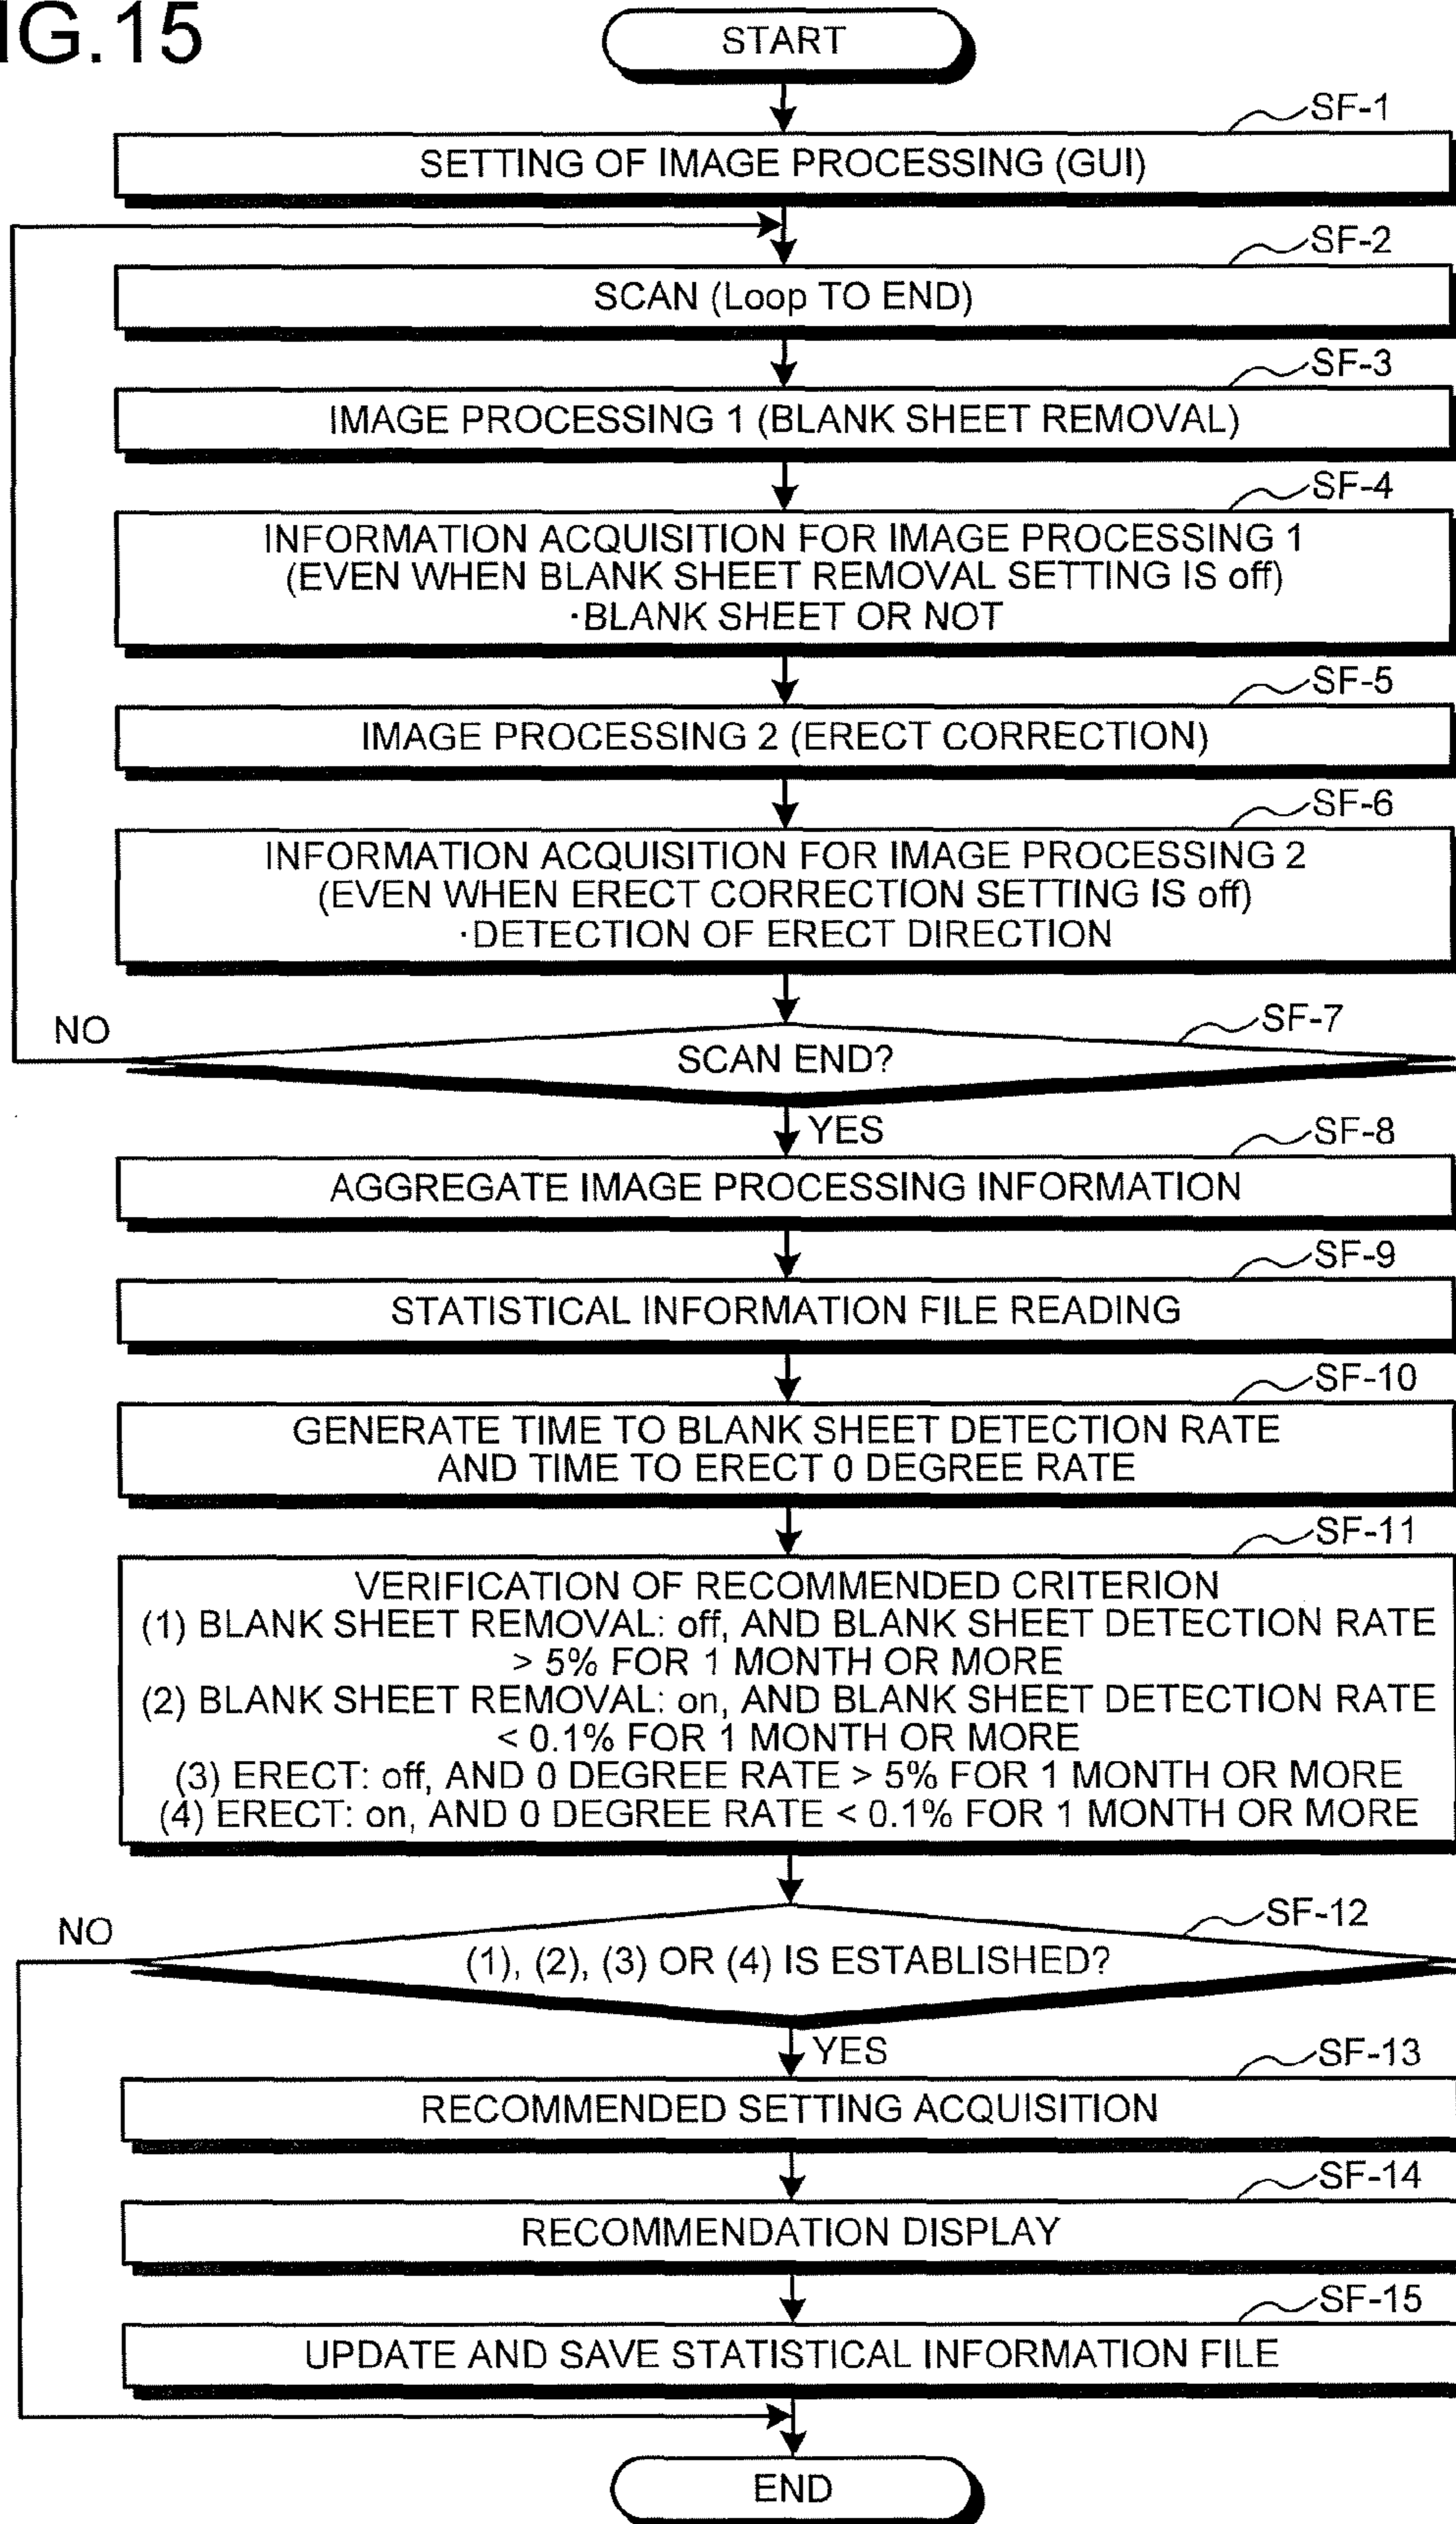 IG.15
START
SF-1
SETTING OF IMAGE PROCESSING (GUI)
SF-2
SCAN (Loop TO END)
SF-3
IMAGE PROCESSING 1 (BLANK SHEET REMOVAL)
SF-4
INFORMATION ACQUISITION FOR IMAGE PROCESSING 1
(EVEN WHEN BLANK SHEET REMOVAL SETTING IS off)
·BLANK SHEET OR NOT
SF-5
IMAGE PROCESSING 2 (ERECT CORRECTION)
SF-6
INFORMATION ACQUISITION FOR IMAGE PROCESSING 2
(EVEN WHEN ERECT CORRECTION SETTING IS off)
·DETECTION OF ERECT DIRECTION
SF-7
NO
SCAN END?
YES
SF-8
AGGREGATE IMAGE PROCESSING INFORMATION
SF-9
STATISTICAL INFORMATION FILE READING
SF-10
GENERATE TIME TO BLANK SHEET DETECTION RATE
AND TIME TO ERECT 0 DEGREE RATE
SF-11
VERIFICATION OF RECOMMENDED CRITERION
(1) BLANK SHEET REMOVAL: off, AND BLANK SHEET DETECTION RATE
> 5% FOR 1 MONTH OR MORE
(2) BLANK SHEET REMOVAL: on, AND BLANK SHEET DETECTION RATE
< 0.1% FOR 1 MONTH OR MORE
(3) ERECT: off, AND 0 DEGREE RATE > 5% FOR 1 MONTH OR MORE
(4) ERECT: on, AND 0 DEGREE RATE < 0.1% FOR 1 MONTH OR MORE
SF-12
NO
(1), (2), (3) OR (4) IS ESTABLISHED?
YES
SF-13
RECOMMENDED SETTING ACQUISITION
SF-14
RECOMMENDATION DISPLAY
SF-15
UPDATE AND SAVE STATISTICAL INFORMATION FILE
END